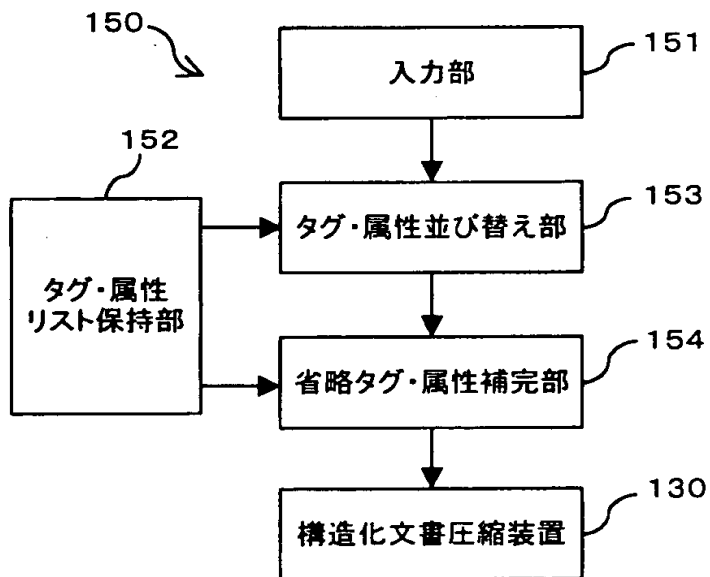 150
入力部
151
152
タグ・属性
リスト保持部
タグ・属性並び替え部
153
省略タグ・属性補完部
154
構造化文書圧縮装置
130